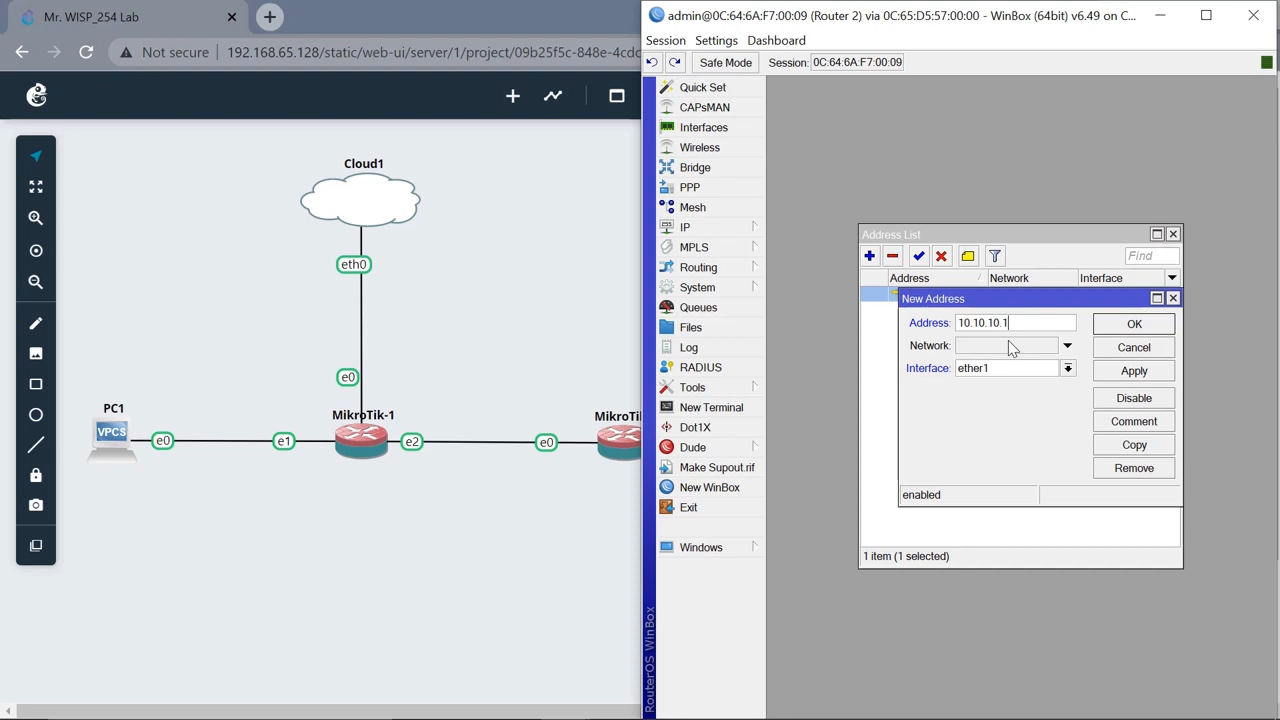 Mr. WISP_254 Lab
Not secure
192.168.65.128/static/web-ui/server/1/project/09b25f5c-848e-4cdc
Cloud1
eth0
e0
PC1
VPCS
e0
e1
MikroTik-1
e2
e0
MikroTi
admin@0C:64:6A:F7:00:09 (Router 2) via 0C:65:D5:57:00:00 - WinBox (64bit) v6.49 on C...
Session Settings Dashboard
Safe Mode Session: 0C:64:6A:F7:00:09
Quick Set
CAPsMAN
Interfaces
Wireless
Bridge
PPP
Mesh
IP
MPLS
Routing
System
Queues
Files
Log
RADIUS
Tools
New Terminal
Dot1X
Dude
Make Supout.rif
New WinBox
Exit
Windows
RouterOS WinBox
Address List
Find
Address Network Interface
New Address
Address: 10.10.10.1
Network:
Interface: ether1
OK
Cancel
Apply
Disable
Comment
Copy
Remove
enabled
1 item (1 selected)